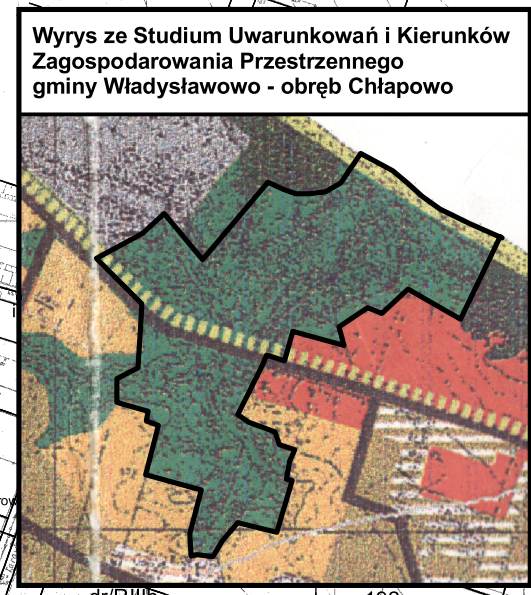 Wyrys ze Studium Uwarunkowań i Kierunków
Zagospodarowania Przestrzennego
gminy Władysławowo - obręb Chłapowo